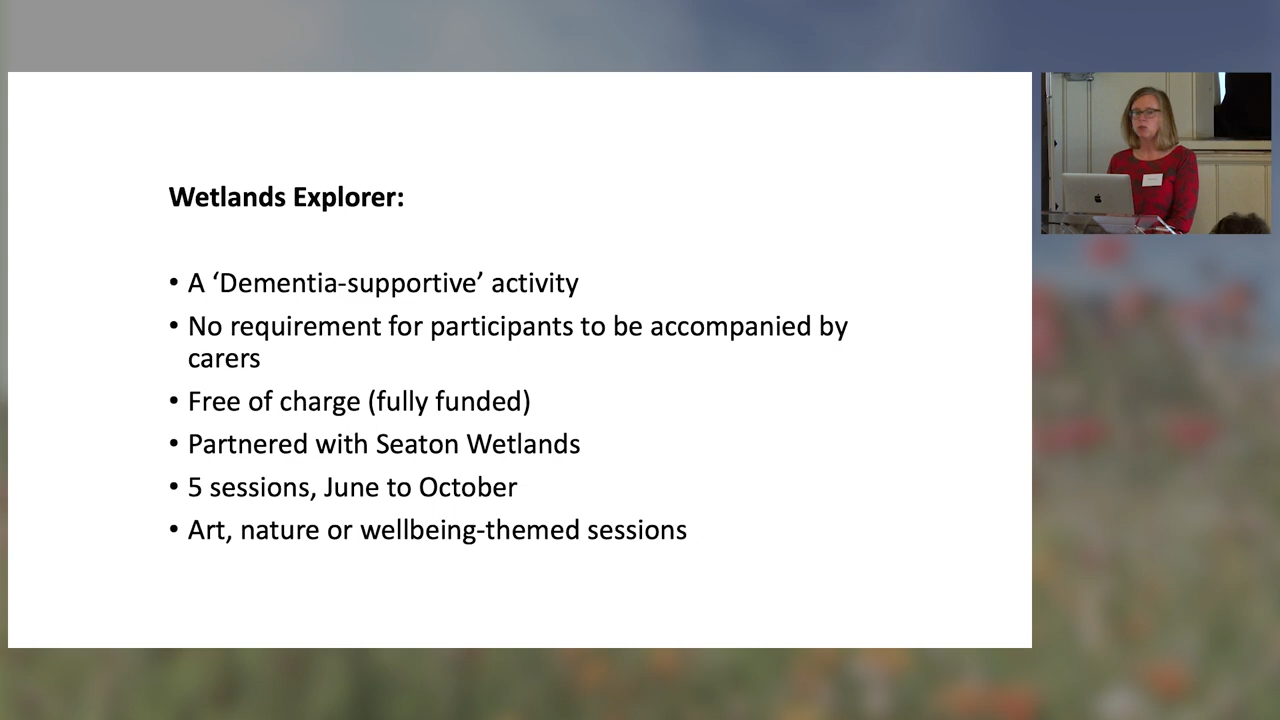 Wetlands Explorer:
• A ‘Dementia-supportive’ activity
• No requirement for participants to be accompanied by
carers
• Free of charge (fully funded)
• Partnered with Seaton Wetlands
• 5 sessions, June to October
• Art, nature or wellbeing-themed sessions